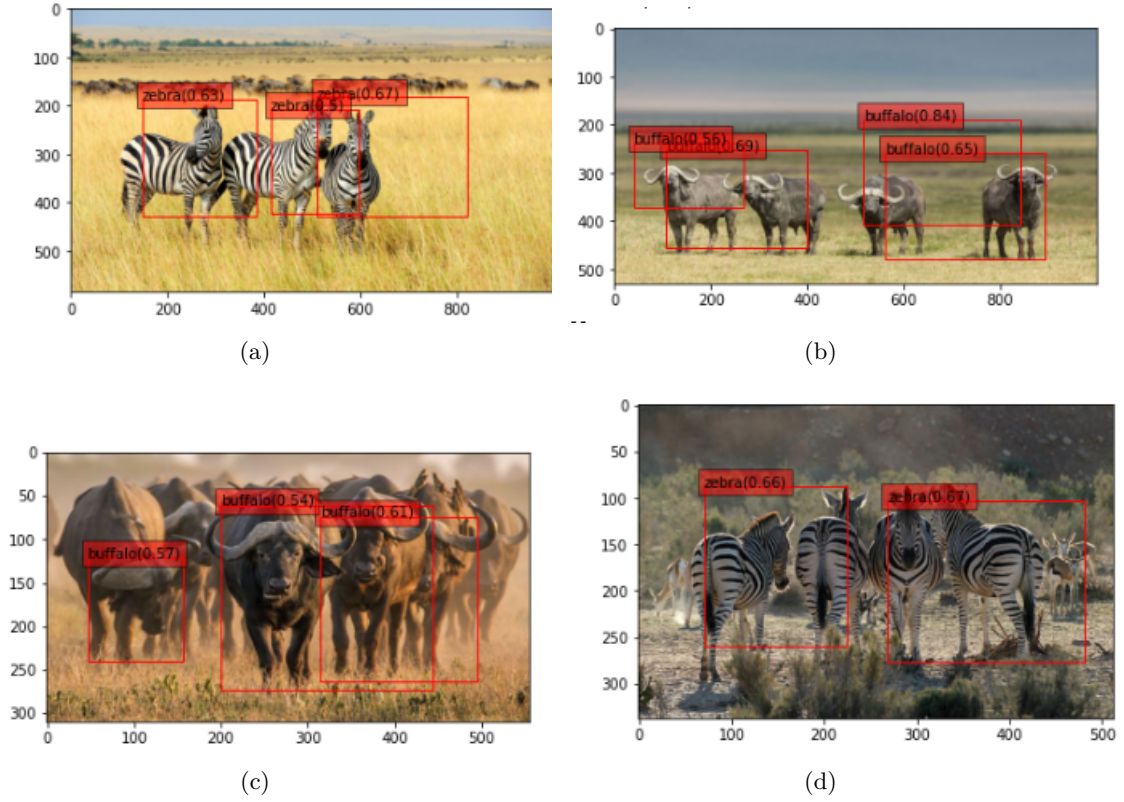 0
100
200
300
400
500
0 200 400 600 800
zebra(0.63)
zebra(0.5)
zebra(0.67)
(a)
0
100
200
300
400
500
0 200 400 600 800
buffalo(0.84)
buffalo(0.56)
buffalo(0.69)
buffalo(0.65)
(b)
0
50
100
150
200
250
300
0 100 200 300 400 500
buffalo(0.54)
buffalo(0.61)
buffalo(0.57)
(c)
0
50
100
150
200
250
300
0 100 200 300 400 500
zebra(0.66)
zebra(0.67)
(d)